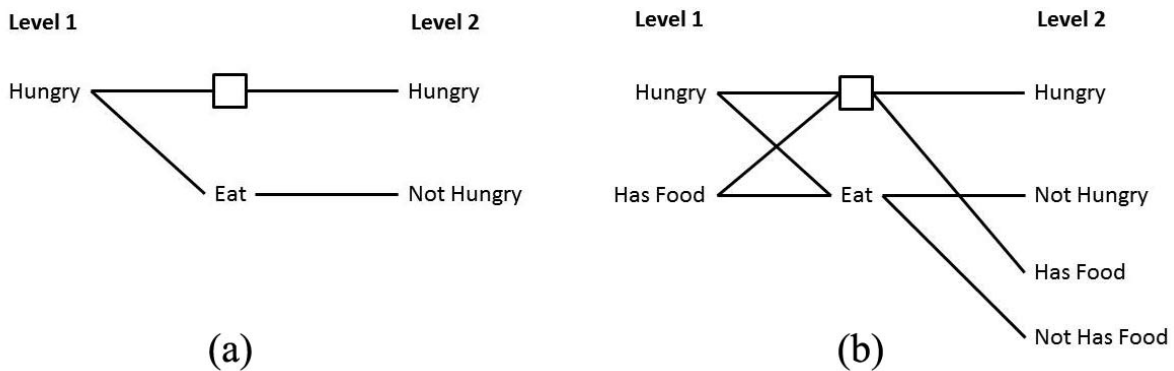 Level 1
Level 2
Hungry
Hungry
Eat
Not Hungry
(a)
Level 1
Level 2
Hungry
Hungry
Has Food
Eat
Not Hungry
Has Food
Not Has Food
(b)